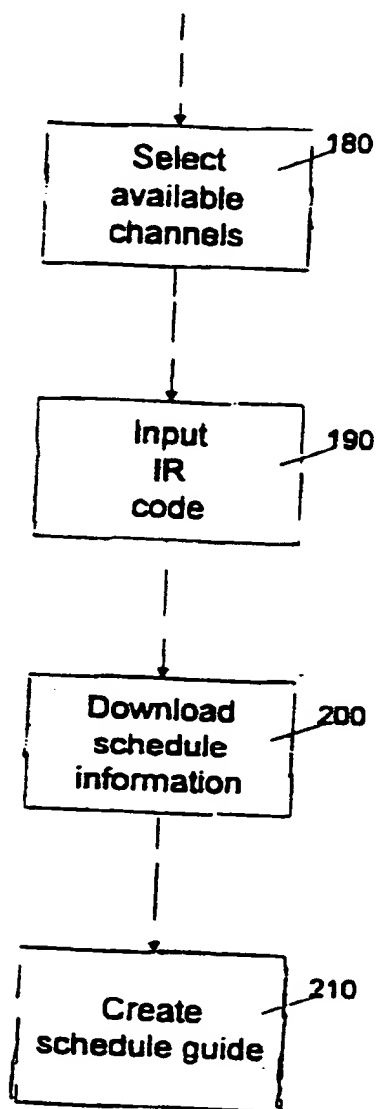 180
Select
available
channels
190
Input
IR
code
200
Download
schedule
information
210
Create
schedule guide